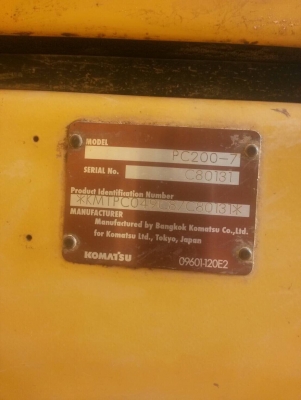 MODEL PC200-7
SERIAL No. C80131
Product Identification Number
MANUFACTURER
Manufactured by Bangkok Komatsu Co.,Ltd.
for Komatsu Ltd., Tokyo, Japan
KOMATSU 09601-120E2